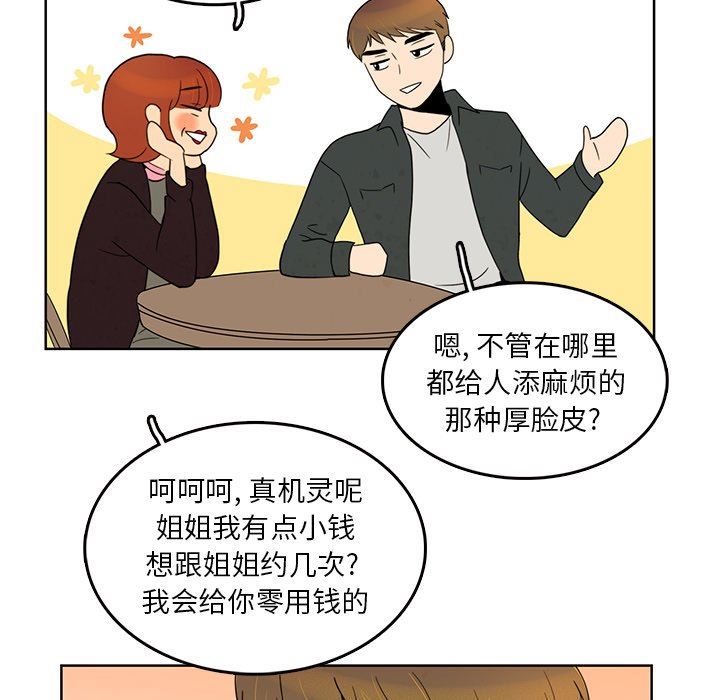 嗯, 不管在哪里
都给人添麻烦的
那种厚脸皮?
呵呵呵, 真机灵呢
姐姐我有点小钱
想跟姐姐约几次?
我会给你零用钱的